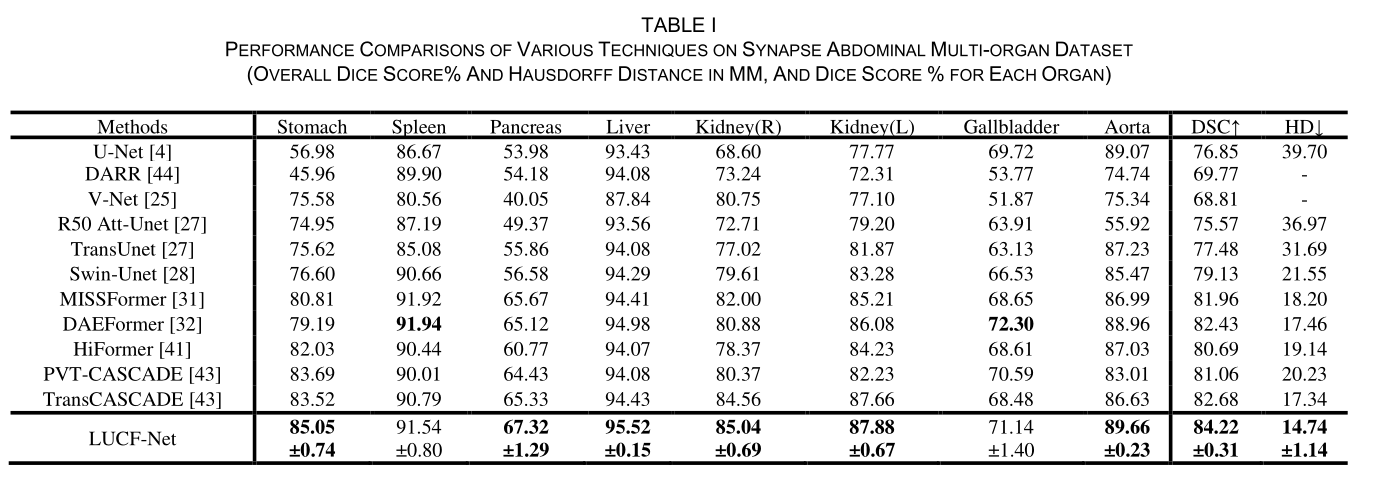 TABLE I
PERFORMANCE COMPARISONS OF VARIOUS TECHNIQUES ON SYNAPSE ABDOMINAL MULTI-ORGAN DATASET
(OVERALL DICE SCORE% AND HAUSDORFF DISTANCE IN MM, AND DICE SCORE % FOR EACH ORGAN)
Methods Stomach Spleen Pancreas Liver Kidney(R) Kidney(L) Gallbladder Aorta DSC↑ HD↓
U-Net [4] 56.98 86.67 53.98 93.43 68.60 77.77 69.72 89.07 76.85 39.70
DARR [44] 45.96 89.90 54.18 94.08 73.24 72.31 53.77 74.74 69.77 -
V-Net [25] 75.58 80.56 40.05 87.84 80.75 77.10 51.87 75.34 68.81 -
R50 Att-Unet [27] 74.95 87.19 49.37 93.56 72.71 79.20 63.91 55.92 75.57 36.97
TransUnet [27] 75.62 85.08 55.86 94.08 77.02 81.87 63.13 87.23 77.48 31.69
Swin-Unet [28] 76.60 90.66 56.58 94.29 79.61 83.28 66.53 85.47 79.13 21.55
MISSFormer [31] 80.81 91.92 65.67 94.41 82.00 85.21 68.65 86.99 81.96 18.20
DAEFormer [32] 79.19 91.94 65.12 94.98 80.88 86.08 72.30 88.96 82.43 17.46
HiFormer [41] 82.03 90.44 60.77 94.07 78.37 84.23 68.61 87.03 80.69 19.14
PVT-CASCADE [43] 83.69 90.01 64.43 94.08 80.37 82.23 70.59 83.01 81.06 20.23
TransCASCADE [43] 83.52 90.79 65.33 94.43 84.56 87.66 68.48 86.63 82.68 17.34
LUCF-Net 85.05 91.54 67.32 95.52 85.04 87.88 71.14 89.66 84.22 14.74
±0.74 ±0.80 ±1.29 ±0.15 ±0.69 ±0.67 ±1.40 ±0.23 ±0.31 ±1.14